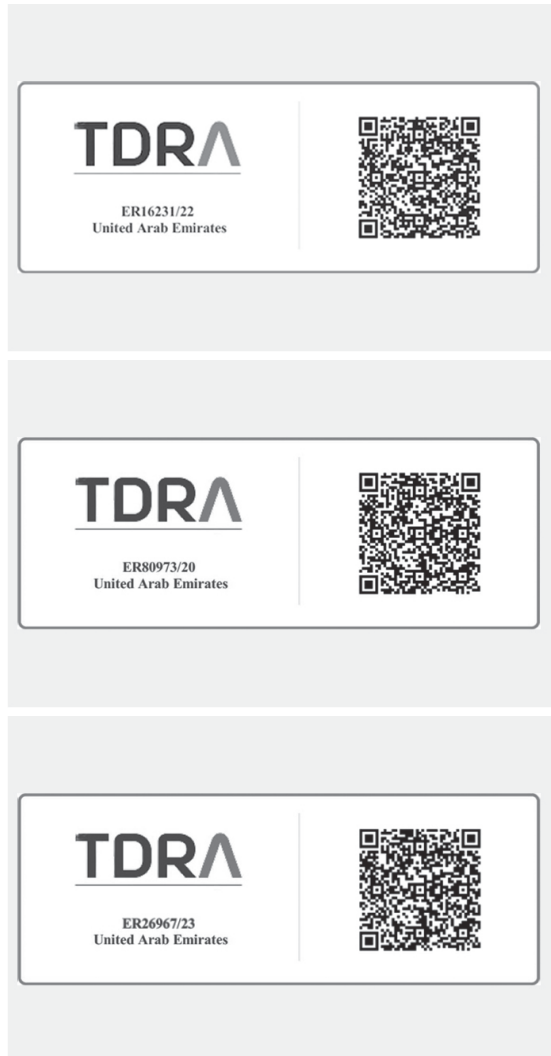 TDRA
ER16231/22
United Arab Emirates
TDRA
ER80973/20
United Arab Emirates
TDRA
ER26967/23
United Arab Emirates